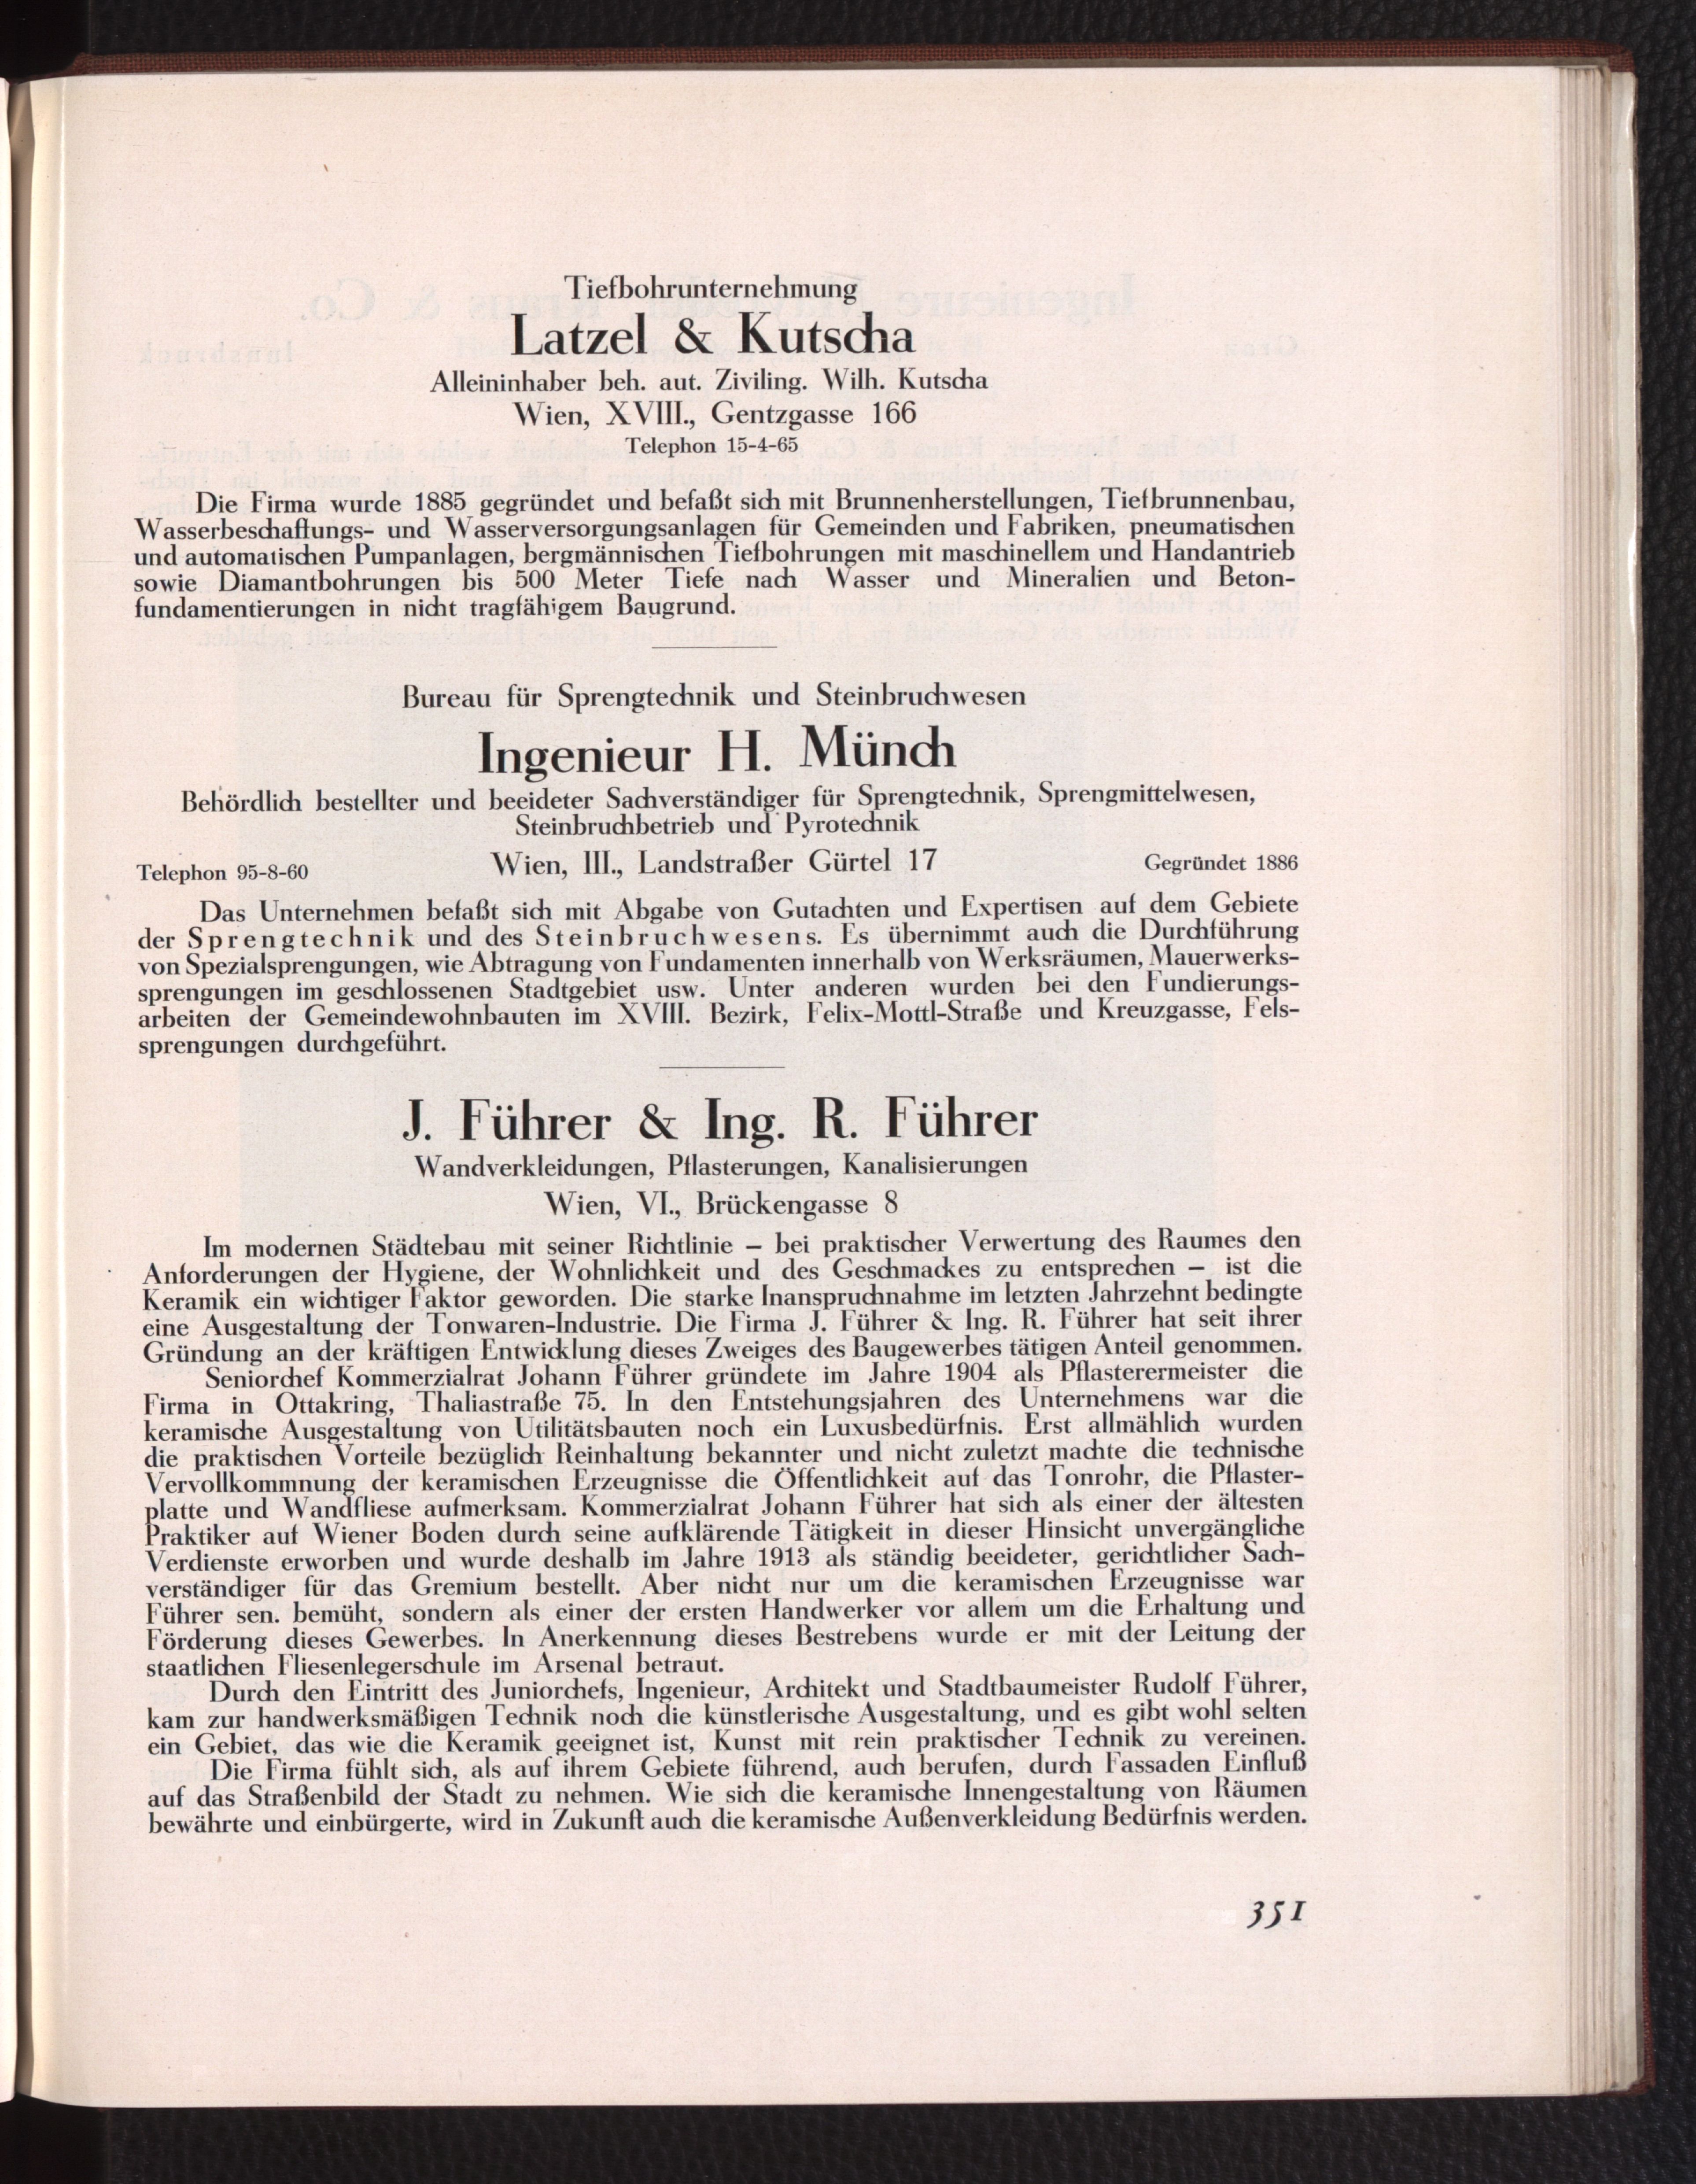 Tiefbohrunternehmung
Latzel & Kutscha
Alleininhaber beh. aut. Ziviling. Wilh. Kutscha
Wien, XVIII., Gentzgasse 166
Telephon 15-4-65
Die Firma wurde 1885 gegründet und befaßt sich mit Brunnenherstellungen, Tiefbrunnenbau,
Wasserbeschaffungs- und Wasserversorgungsanlagen für Gemeinden und Fabriken, pneumatischen
und automatischen Pumpanlagen, bergmännischen Tiefbohrungen mit maschinellem und Handantrieb
sowie Diamantbohrungen bis 500 Meter Tiefe nach Wasser und Mineralien und Beton-
fundamentierungen in nicht tragfähigem Baugrund.
Bureau für Sprengtechnik und Steinbruchwesen
Ingenieur H. Münch
Behördlich bestellter und beeideter Sachverständiger für Sprengtechnik, Sprengmittelwesen,
Steinbruchbetrieb und Pyrotechnik
Telephon 95-8-60 Wien, III., Landstraßer Gürtel 17 Gegründet 1886
Das Unternehmen befaßt sich mit Abgabe von Gutachten und Expertisen auf dem Gebiete
der Sprengtechnik und des Steinbruchwesens. Es übernimmt auch die Durchführung
von Spezialsprengungen, wie Abtragung von Fundamenten innerhalb von Werksräumen, Mauerwerks-
sprengungen im geschlossenen Stadtgebiet usw. Unter anderen wurden bei den Fundierungs-
arbeiten der Gemeindewohnbauten im XVIII. Bezirk, Felix-Mottl-Straße und Kreuzgasse, Fels-
sprengungen durchgeführt.
J. Führer & Ing. R. Führer
Wandverkleidungen, Pflasterungen, Kanalisierungen
Wien, VI., Brückengasse 8
Im modernen Städtebau mit seiner Richtlinie – bei praktischer Verwertung des Raumes den
Anforderungen der Hygiene, der Wohnlichkeit und des Geschmackes zu entsprechen – ist die
Keramik ein wichtiger Faktor geworden. Die starke Inanspruchnahme im letzten Jahrzehnt bedingte
eine Ausgestaltung der Tonwaren-Industrie. Die Firma J. Führer & Ing. R. Führer hat seit ihrer
Gründung an der kräftigen Entwicklung dieses Zweiges des Baugewerbes tätigen Anteil genommen.
Seniorchef Kommerzialrat Johann Führer gründete im Jahre 1904 als Pflasterermeister die
Firma in Ottakring, Thaliastraße 75. In den Entstehungsjahren des Unternehmens war die
keramische Ausgestaltung von Utilitätsbauten noch ein Luxusbedürfnis. Erst allmählich wurden
die praktischen Vorteile bezüglich Reinhaltung bekannter und nicht zuletzt machte die technische
Vervollkommnung der keramischen Erzeugnisse die Öffentlichkeit auf das Tonrohr, die Pflaster-
platte und Wandfliese aufmerksam. Kommerzialrat Johann Führer hat sich als einer der ältesten
Praktiker auf Wiener Boden durch seine aufklärende Tätigkeit in dieser Hinsicht unvergängliche
Verdienste erworben und wurde deshalb im Jahre 1913 als ständig beeideter, gerichtlicher Sach-
verständiger für das Gremium bestellt. Aber nicht nur um die keramischen Erzeugnisse war
Führer sen. bemüht, sondern als einer der ersten Handwerker vor allem um die Erhaltung und
Förderung dieses Gewerbes. In Anerkennung dieses Bestrebens wurde er mit der Leitung der
staatlichen Fliesenlegerschule im Arsenal betraut.
Durch den Eintritt des Juniorchefs, Ingenieur, Architekt und Stadtbaumeister Rudolf Führer,
kam zur handwerksmäßigen Technik noch die künstlerische Ausgestaltung, und es gibt wohl selten
ein Gebiet, das wie die Keramik geeignet ist, Kunst mit rein praktischer Technik zu vereinen.
Die Firma fühlt sich, als auf ihrem Gebiete führend, auch berufen, durch Fassaden Einfluß
auf das Straßenbild der Stadt zu nehmen. Wie sich die keramische Innengestaltung von Räumen
bewährte und einbürgerte, wird in Zukunft auch die keramische Außenverkleidung Bedürfnis werden.
351